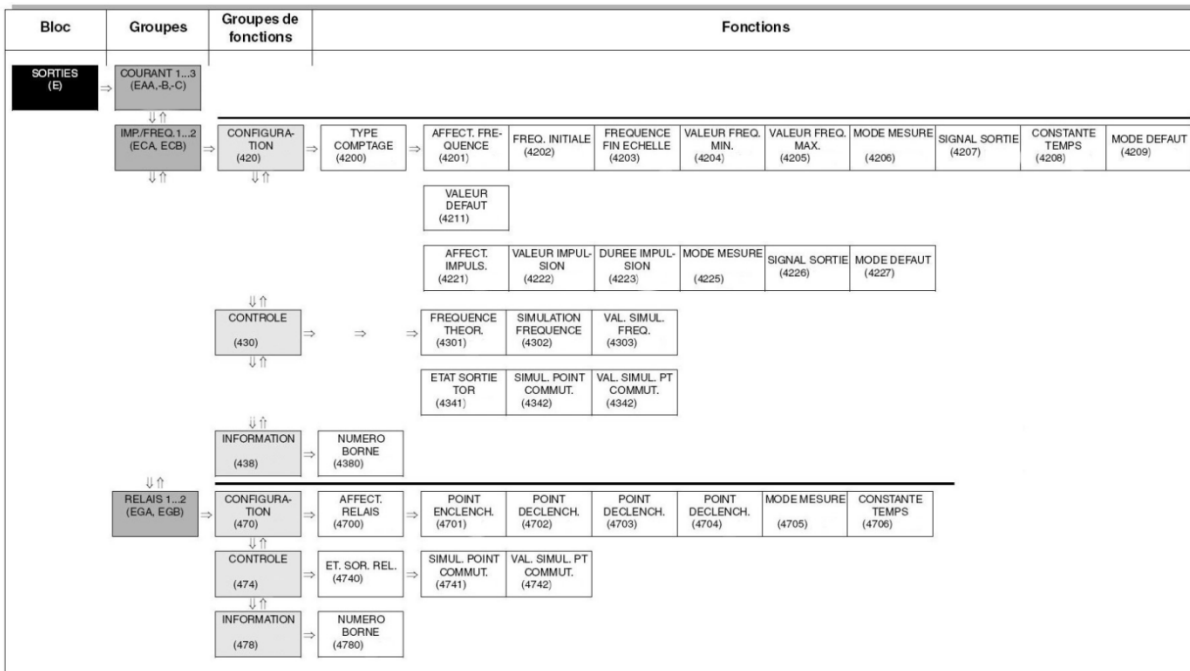 Bloc
Groupes
Groupes de
fonctions
Fonctions
SORTIES
(E)
⇒
COURANT 1...3
(EAA,-B,-C)
⇓⇑
IMP./FREQ.1...2
(ECA, ECB)
⇒
CONFIGURA-
TION
(420)
⇒
TYPE
COMPTAGE
(4200)
AFFECT. FRE-
QUENCE
(4201)
FREQ. INITIALE
(4202)
FREQUENCE
FIN ECHELLE
(4203)
VALEUR FREQ.
MIN.
(4204)
VALEUR FREQ.
MAX.
(4205)
MODE MESURE
(4206)
SIGNAL SORTIE
(4207)
CONSTANTE
TEMPS
(4208)
MODE DEFAUT
(4209)
⇓⇑
⇓⇑
VALEUR
DEFAUT
(4211)
AFFECT.
IMPULS.
(4221)
VALEUR IMPUL-
SION
(4222)
DUREE IMPUL-
SION
(4223)
MODE MESURE
(4225)
SIGNAL SORTIE
(4226)
MODE DEFAUT
(4227)
⇓⇑
CONTROLE
(430)
⇒
⇒
⇒
FREQUENCE
THEOR.
(4301)
SIMULATION
FREQUENCE
(4302)
VAL. SIMUL.
FREQ.
(4303)
⇓⇑
ETAT SORTIE
TOR
(4341)
SIMUL. POINT
COMMUT.
(4342)
VAL. SIMUL. PT
COMMUT.
(4342)
⇓⇑
INFORMATION
(438)
⇒
NUMERO
BORNE
(4380)
⇓⇑
RELAIS 1...2
(EGA, EGB)
⇒
CONFIGURA-
TION
(470)
⇒
AFFECT.
RELAIS
(4700)
⇒
POINT
ENCLENCH.
(4701)
POINT
DECLENCH.
(4702)
POINT
DECLENCH.
(4703)
POINT
DECLENCH.
(4704)
MODE MESURE
(4705)
CONSTANTE
TEMPS
(4706)
⇓⇑
CONTROLE
(474)
⇒
ET. SOR. REL.
(4740)
⇒
SIMUL. POINT
COMMUT.
(4741)
VAL. SIMUL. PT
COMMUT.
(4742)
⇓⇑
INFORMATION
(478)
⇒
NUMERO
BORNE
(4780)